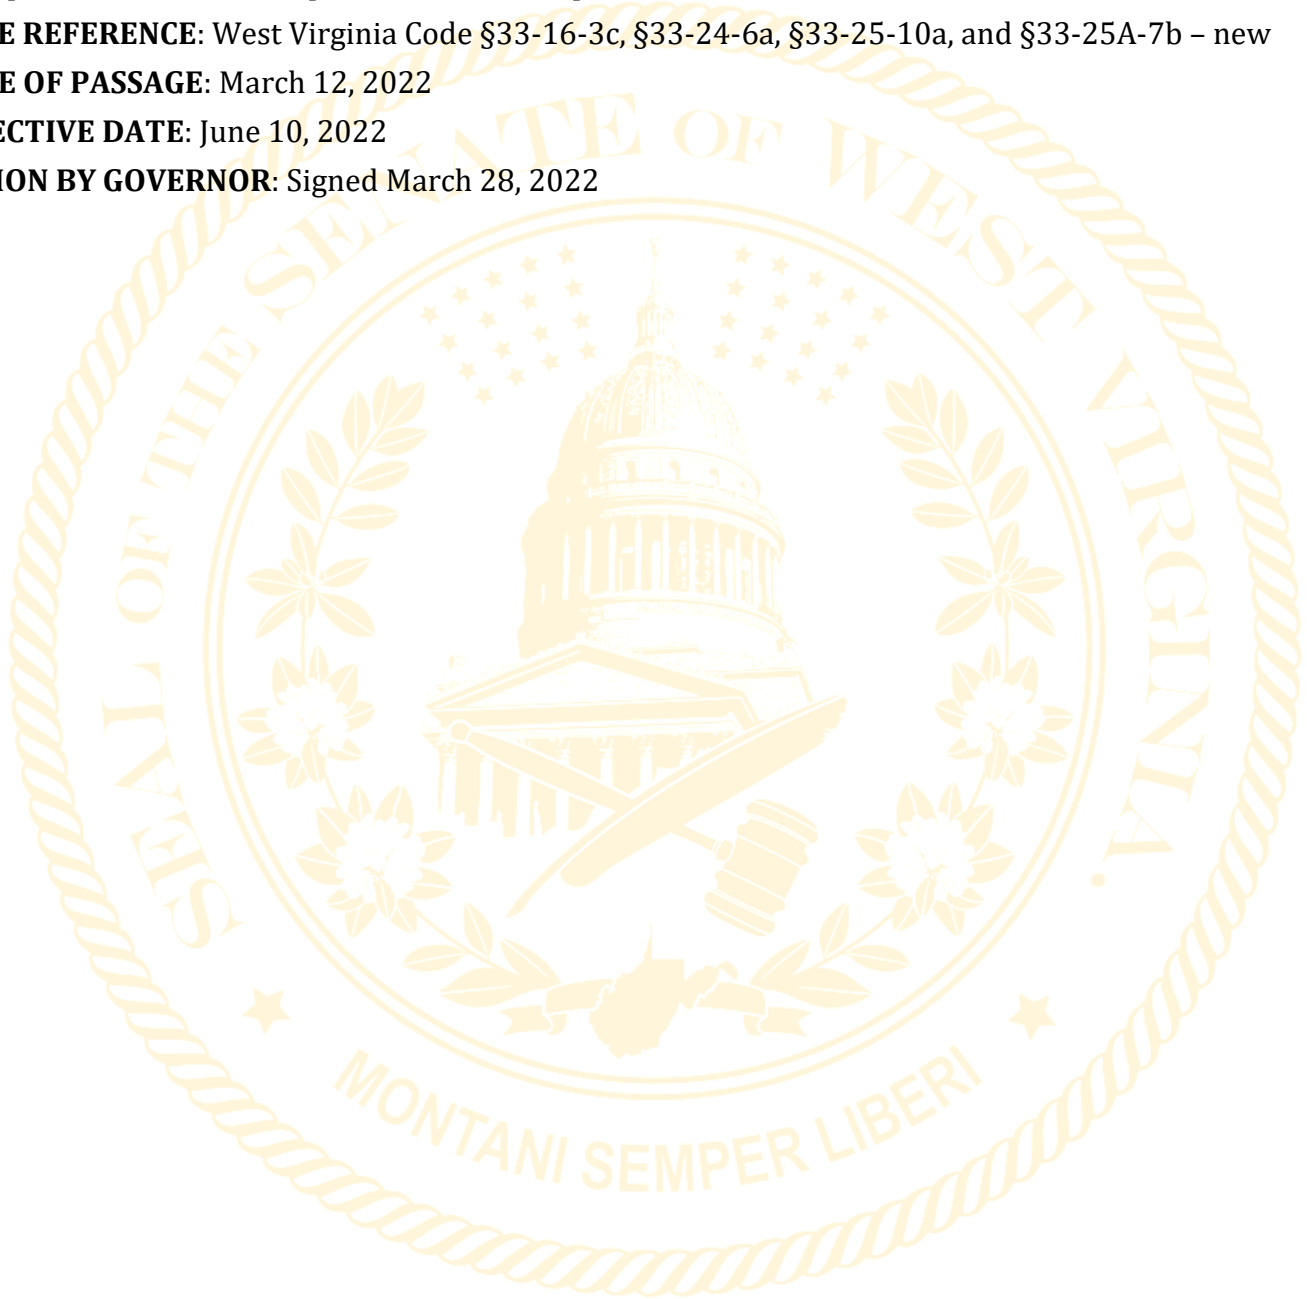 E REFERENCE: West Virginia Code §33-16-3c, §33-24-6a, §33-25-10a, and §33-25A-7b – new
E OF PASSAGE: March 12, 2022
ECTIVE DATE: June 10, 2022
ION BY GOVERNOR: Signed March 28, 2022
SEAL OF THE SENATE OF WEST VIRGINIA
MONTANI SEMPER LIBERI